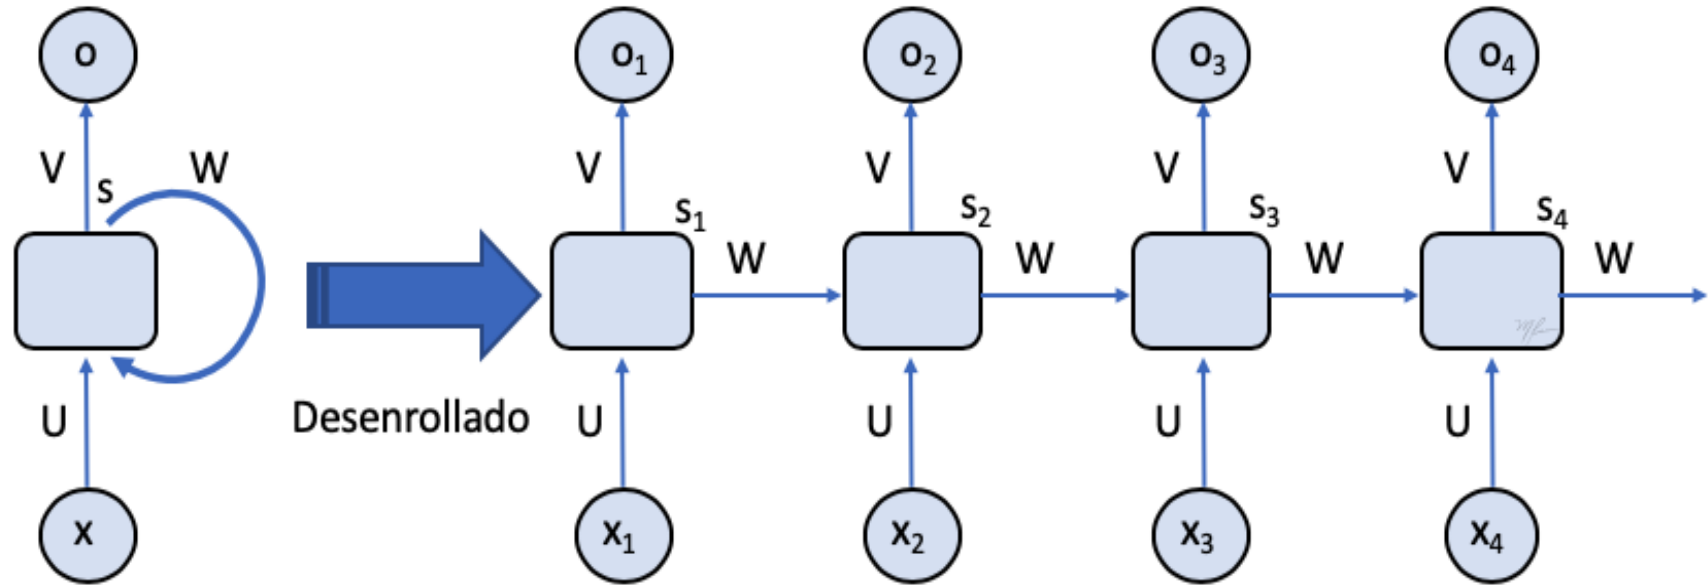 o o₁ o₂ o₃ o₄
V W V V V V
s s₁ s₂ s₃ s₄
W W W W
Desenrollado
U U U U U
x x₁ x₂ x₃ x₄